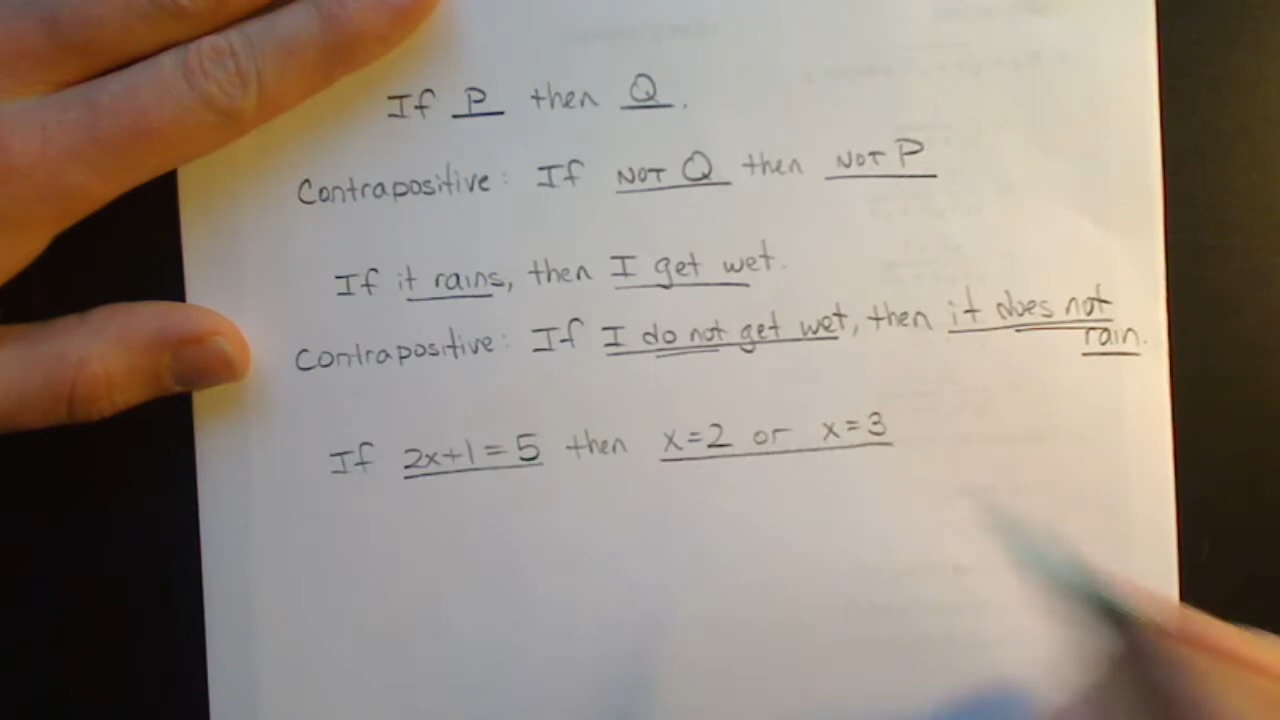 If P then Q.
Contrapositive: If NOT Q then NOT P
If it rains, then I get wet.
Contrapositive: If I do not get wet, then it does not
rain.
If 2x+1=5 then x=2 or x=3